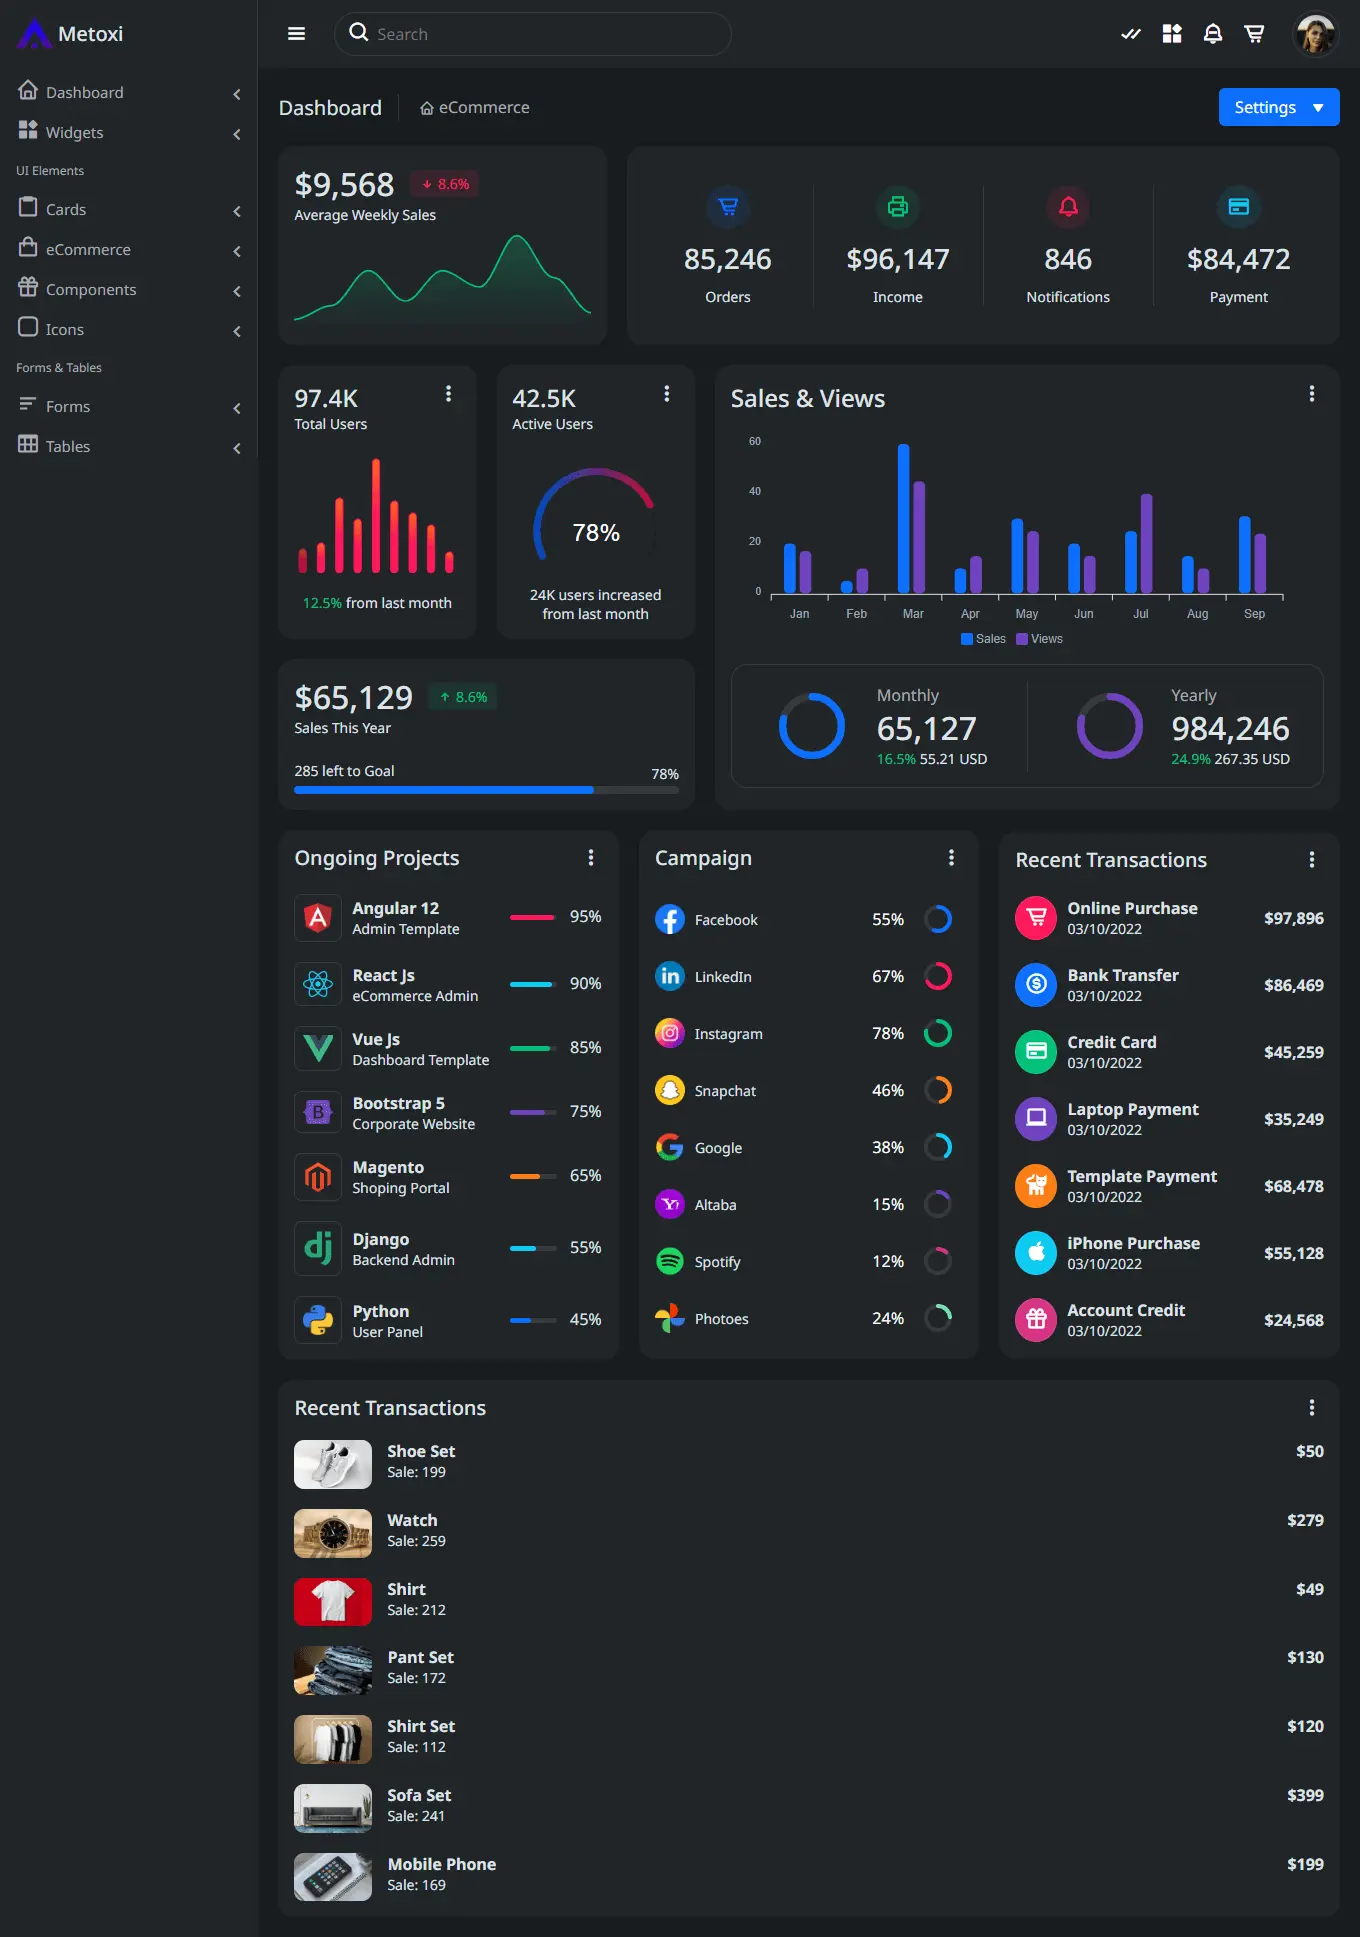 Metoxi
Search
Dashboard
Widgets
UI Elements
Cards
eCommerce
Components
Icons
Forms & Tables
Forms
Tables
Dashboard
eCommerce
Settings
$9,568
8.6%
Average Weekly Sales
85,246
Orders
$96,147
Income
846
Notifications
$84,472
Payment
97.4K
Total Users
12.5% from last month
42.5K
Active Users
78%
24K users increased
from last month
Sales & Views
60
40
20
0
Jan Feb Mar Apr May Jun Jul Aug Sep
Sales Views
$65,129
8.6%
Sales This Year
285 left to Goal
78%
Monthly
65,127
16.5% 55.21 USD
Yearly
984,246
24.9% 267.35 USD
Ongoing Projects
Angular 12
Admin Template
95%
React Js
eCommerce Admin
90%
Vue Js
Dashboard Template
85%
Bootstrap 5
Corporate Website
75%
Magento
Shoping Portal
65%
Django
Backend Admin
55%
Python
User Panel
45%
Campaign
Facebook 55%
LinkedIn 67%
Instagram 78%
Snapchat 46%
Google 38%
Altaba 15%
Spotify 12%
Photoes 24%
Recent Transactions
Online Purchase
03/10/2022
$97,896
Bank Transfer
03/10/2022
$86,469
Credit Card
03/10/2022
$45,259
Laptop Payment
03/10/2022
$35,249
Template Payment
03/10/2022
$68,478
iPhone Purchase
03/10/2022
$55,128
Account Credit
03/10/2022
$24,568
Recent Transactions
Shoe Set
Sale: 199
$50
Watch
Sale: 259
$279
Shirt
Sale: 212
$49
Pant Set
Sale: 172
$130
Shirt Set
Sale: 112
$120
Sofa Set
Sale: 241
$399
Mobile Phone
Sale: 169
$199